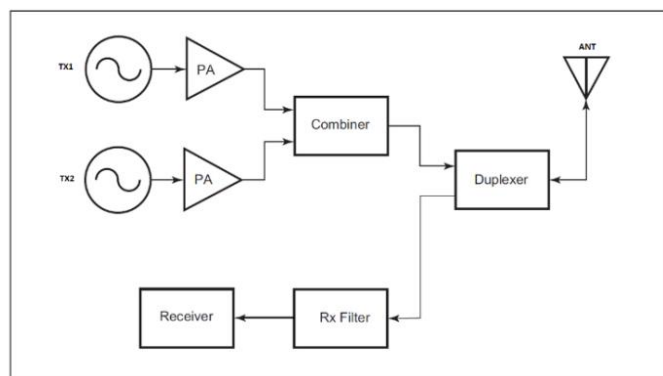 TX1
PA
ANT
Combiner
TX2
PA
Duplexer
Receiver
Rx Filter